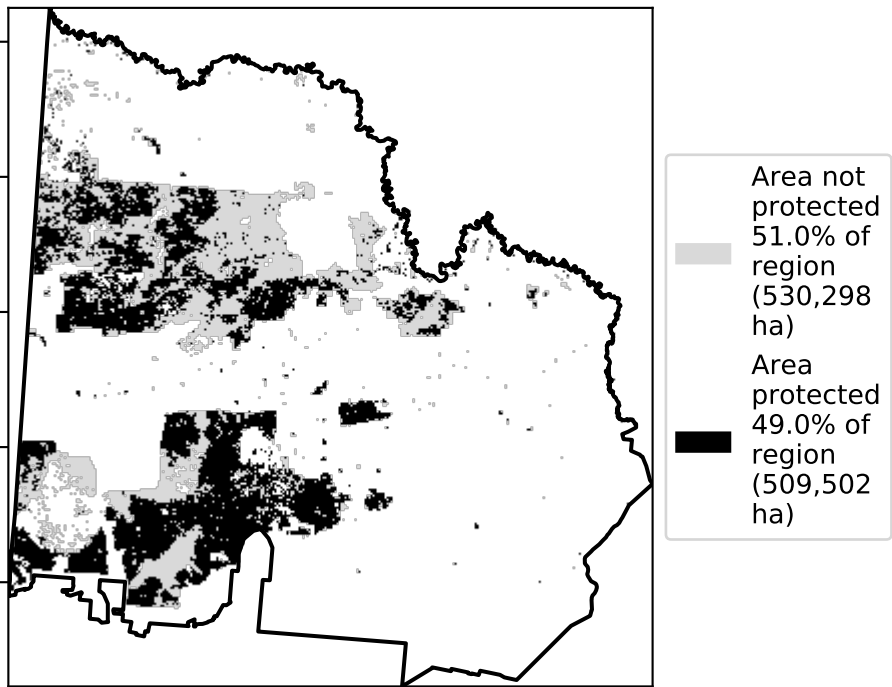 Area not
protected
51.0% of
region
(530,298
ha)
Area
protected
49.0% of
region
(509,502
ha)